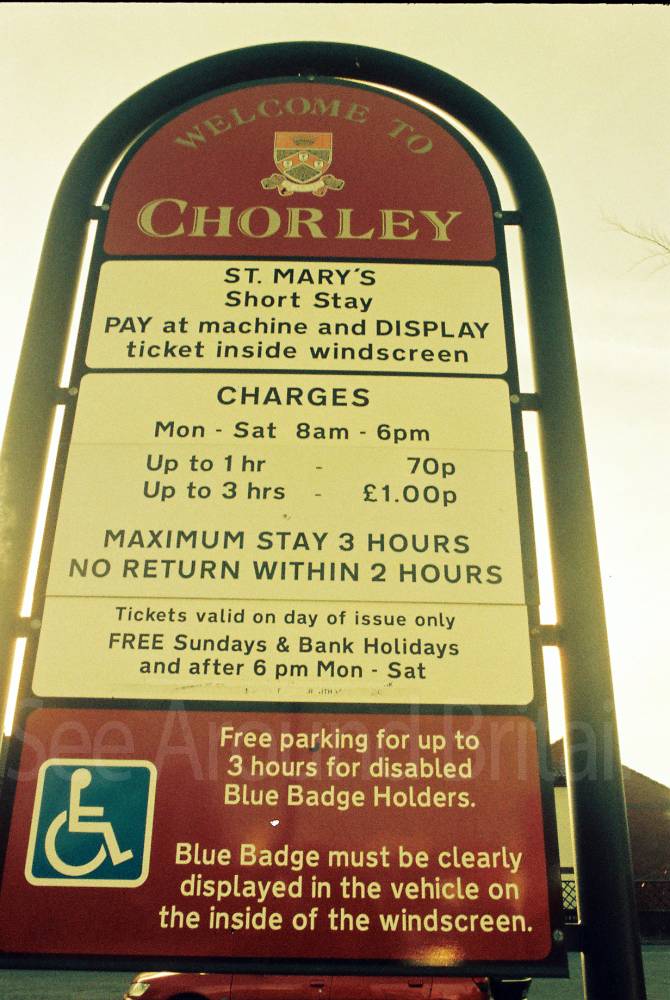 WELCOME TO
CHORLEY
ST. MARY'S
Short Stay
PAY at machine and DISPLAY
ticket inside windscreen
CHARGES
Mon - Sat 8am - 6pm
Up to 1 hr - 70p
Up to 3 hrs - £1.00p
MAXIMUM STAY 3 HOURS
NO RETURN WITHIN 2 HOURS
Tickets valid on day of issue only
FREE Sundays & Bank Holidays
and after 6 pm Mon - Sat
Free parking for up to
3 hours for disabled
Blue Badge Holders.
Blue Badge must be clearly
displayed in the vehicle on
the inside of the windscreen.
See Around Britain